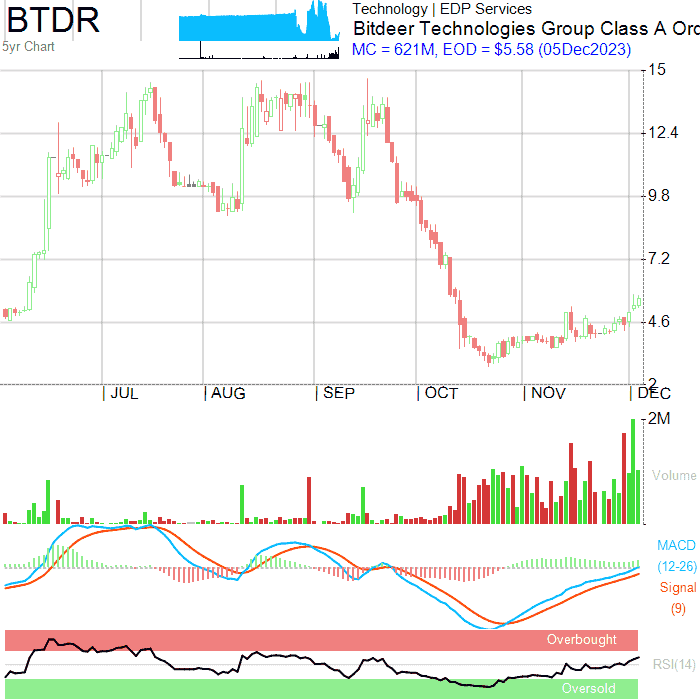 BTDR
5yr Chart
Technology | EDP Services
Bitdeer Technologies Group Class A Ord
MC = 621M, EOD = $5.58 (05Dec2023)
15
12.4
9.8
7.2
4.6
2
| JUL | AUG | SEP | OCT | NOV | DEC
2M
Volume
MACD
(12-26)
Signal
(9)
Overbought
RSI(14)
Oversold